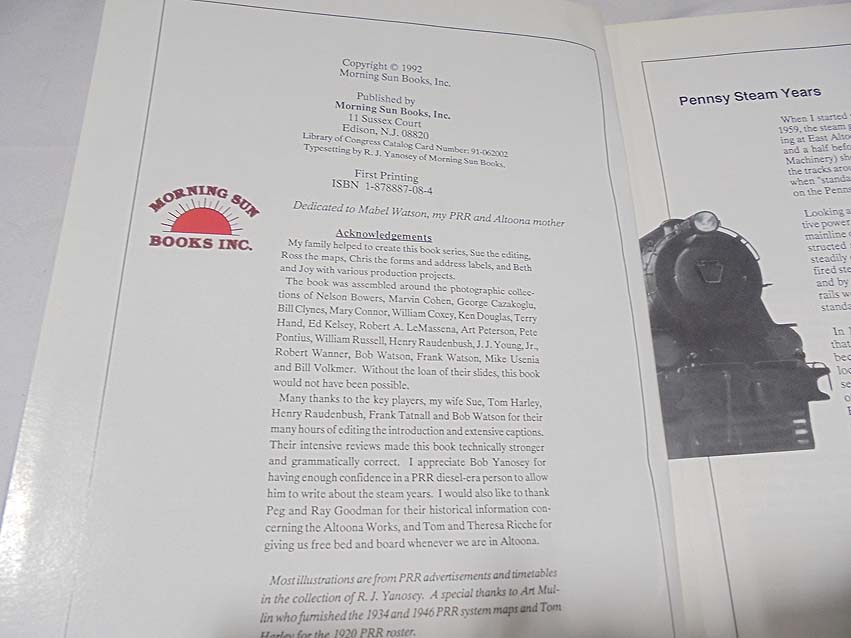 Copyright © 1992
Morning Sun Books, Inc.
Published by
Morning Sun Books, Inc.
11 Sussex Court
Edison, N.J. 08820
Library of Congress Catalog Card Number: 91-062002
Typesetting by R. J. Yanosey of Morning Sun Books.
First Printing
ISBN 1-878887-08-4
MORNING SUN
BOOKS INC.
Dedicated to Mabel Watson, my PRR and Altoona mother
Acknowledgements
My family helped to create this book series, Sue the editing,
Ross the maps, Chris the forms and address labels, and Beth
and Joy with various production projects.
The book was assembled around the photographic collec-
tions of Nelson Bowers, Marvin Cohen, George Cazakoglu,
Bill Clynes, Mary Connor, William Coxey, Ken Douglas, Terry
Hand, Ed Kelsey, Robert A. LeMassena, Art Peterson, Pete
Pontius, William Russell, Henry Raudenbush, J. J. Young, Jr.,
Robert Wanner, Bob Watson, Frank Watson, Mike Usenia
and Bill Volkmer. Without the loan of their slides, this book
would not have been possible.
Many thanks to the key players, my wife Sue, Tom Harley,
Henry Raudenbush, Frank Tatnall and Bob Watson for their
many hours of editing the introduction and extensive captions.
Their intensive reviews made this book technically stronger
and grammatically correct. I appreciate Bob Yanosey for
having enough confidence in a PRR diesel-era person to allow
him to write about the steam years. I would also like to thank
Peg and Ray Goodman for their historical information con-
cerning the Altoona Works, and Tom and Theresa Ricche for
giving us free bed and board whenever we are in Altoona.
Most illustrations are from PRR advertisements and timetables
in the collection of R. J. Yanosey. A special thanks to Art Mul-
lin who furnished the 1934 and 1946 PRR system maps and Tom
Harley for the 1920 PRR roster.
Pennsy Steam Years
When I started
1959, the steam
ing at East Alto
and a half befo
Machinery) sh
the tracks arou
when "standa
on the Penns
Looking a
tive power
mainline
structed
steadily
fired ste
and by
rails w
standa
In 1
that
bec
loc
se
o